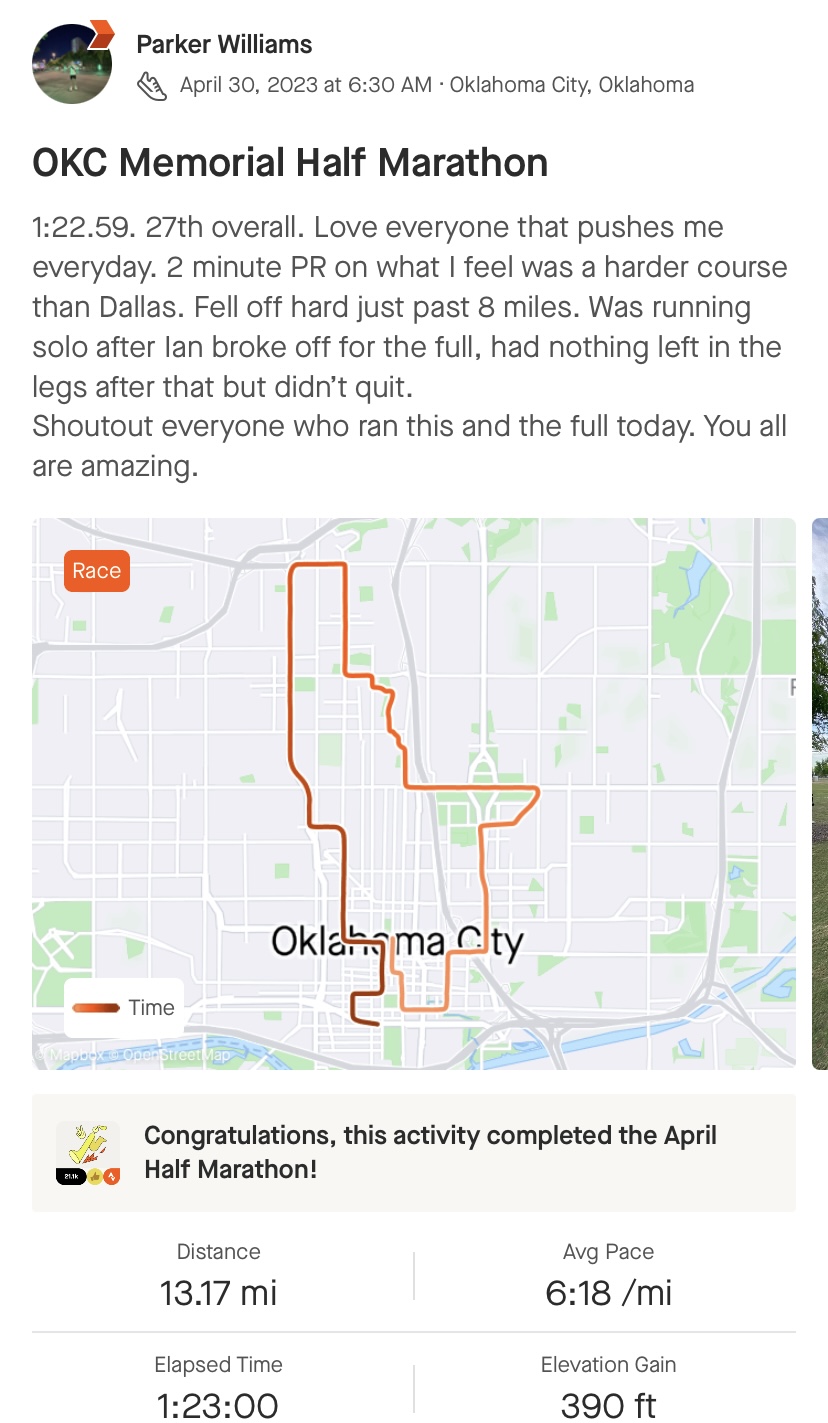 Parker Williams
April 30, 2023 at 6:30 AM · Oklahoma City, Oklahoma
OKC Memorial Half Marathon
1:22.59. 27th overall. Love everyone that pushes me
everyday. 2 minute PR on what I feel was a harder course
than Dallas. Fell off hard just past 8 miles. Was running
solo after Ian broke off for the full, had nothing left in the
legs after that but didn’t quit.
Shoutout everyone who ran this and the full today. You all
are amazing.
Race
Oklahoma City
Time
© Mapbox © OpenStreetMap
Congratulations, this activity completed the April
Half Marathon!
21.1k
Distance
13.17 mi
Avg Pace
6:18 /mi
Elapsed Time
1:23:00
Elevation Gain
390 ft